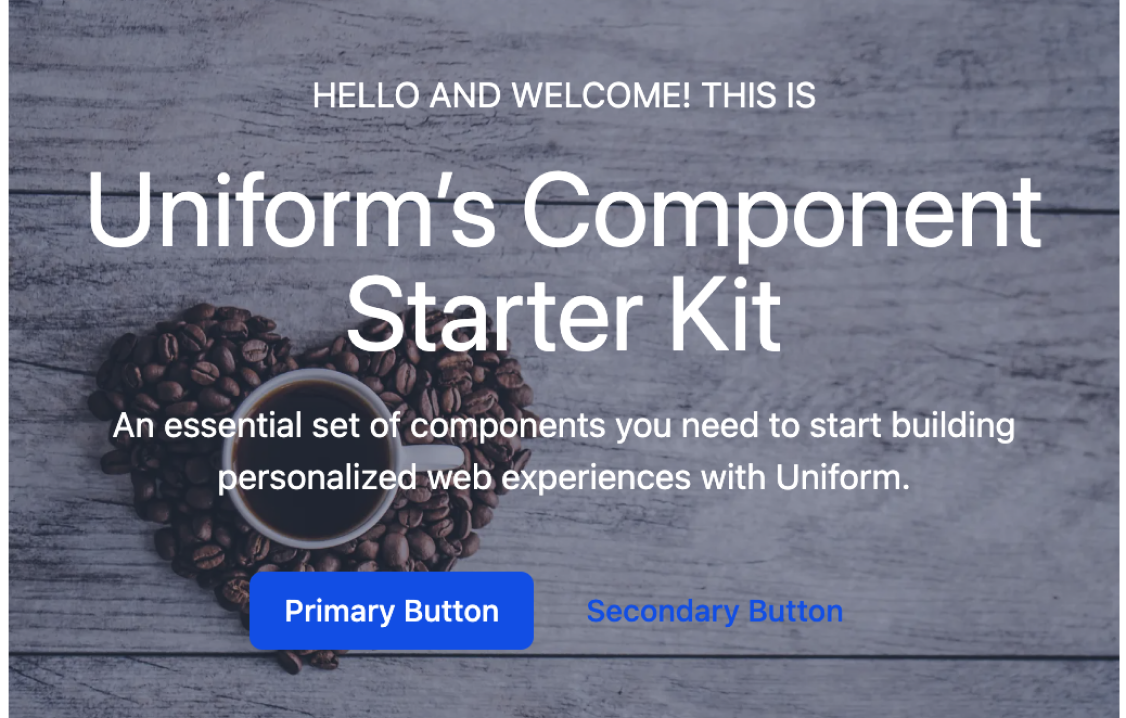 HELLO AND WELCOME! THIS IS
Uniform’s Component
Starter Kit
An essential set of components you need to start building
personalized web experiences with Uniform.
Primary Button
Secondary Button